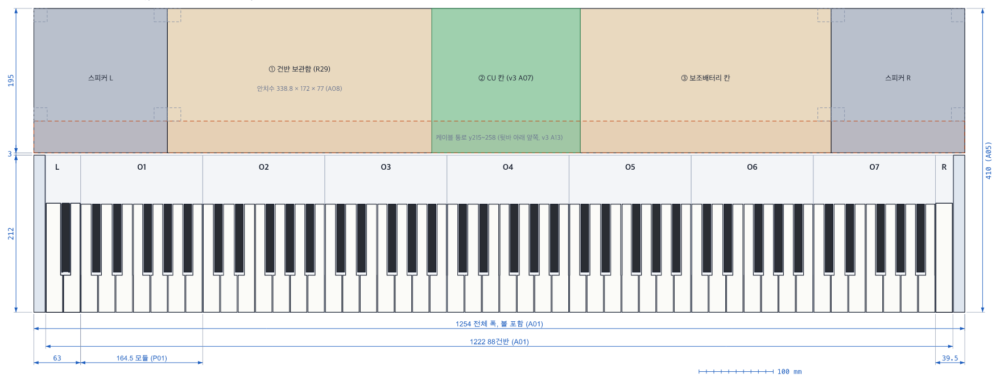 스피커 L
① 건반 보관함 (R29)
안치수 338.8 × 172 × 77 (A08)
② CU 칸 (v3 A07)
③ 보조배터리 칸
스피커 R
195
케이블 통로 y215~258 (뒷바 아래 앞쪽, v3 A13)
3
410 (A05)
L O1 O2 O3 O4 O5 O6 O7 R
212
1254 전체 폭, 볼 포함 (A01)
1222 88건반 (A01)
63
164.5 모듈 (P01)
39.5
100 mm